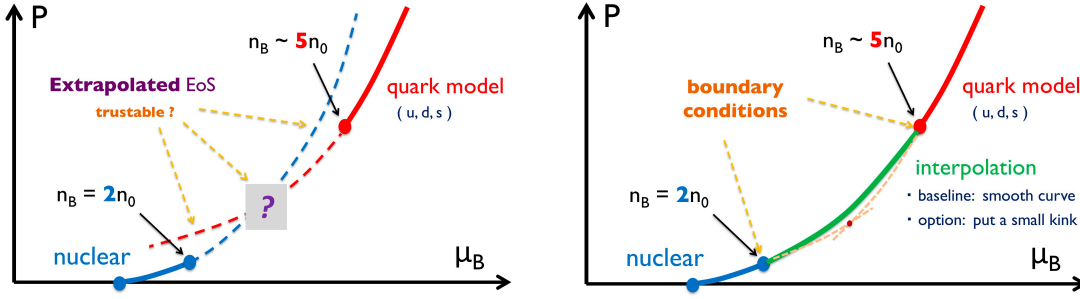 P
n_B ~ 5n_0
Extrapolated EoS
trustable ?
quark model
( u, d, s )
?
n_B = 2n_0
nuclear
μ_B
P
n_B ~ 5n_0
boundary
conditions
quark model
( u, d, s )
interpolation
· baseline: smooth curve
· option: put a small kink
n_B = 2n_0
nuclear
μ_B